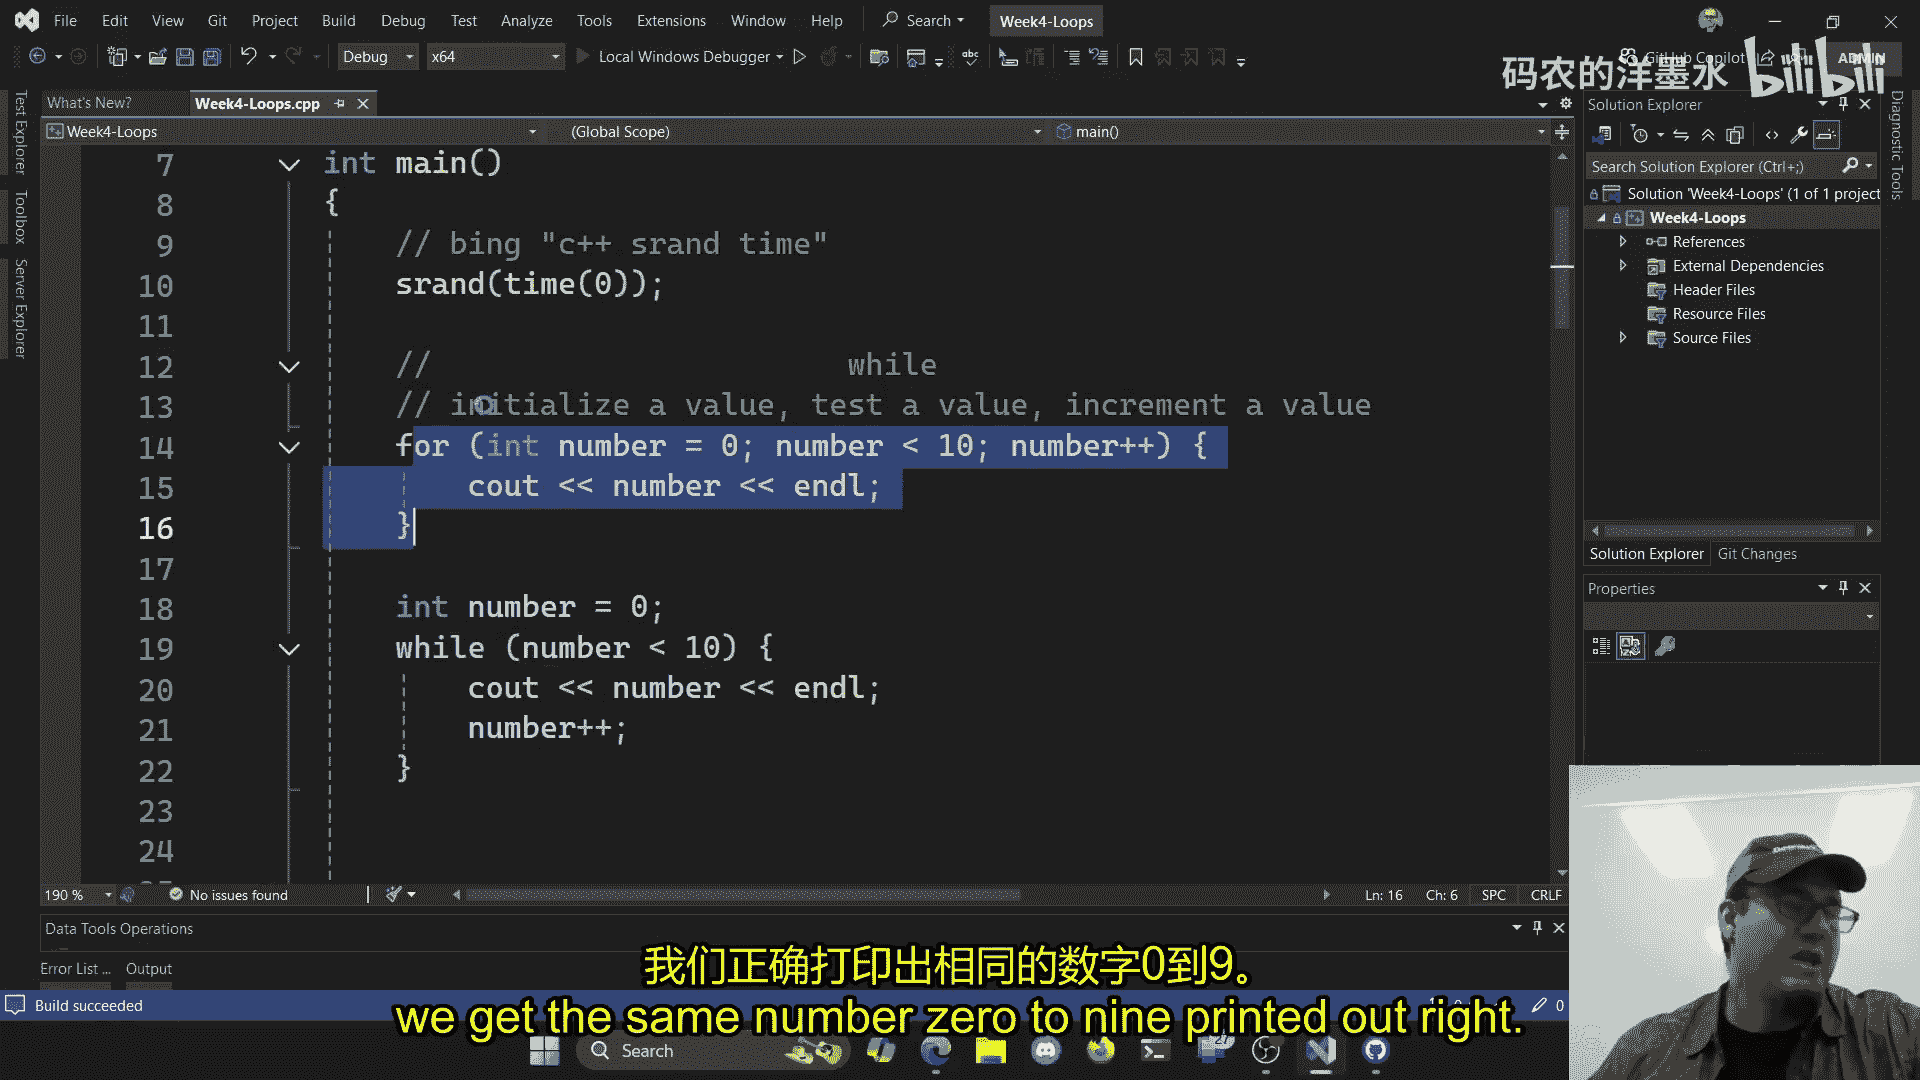 File Edit View Git Project Build Debug Test Analyze Tools Extensions Window Help Search Week4-Loops
Debug x64 Local Windows Debugger GitHub Copilot ADMIN
码农的洋墨水 bilibili
What's New? Week4-Loops.cpp
Week4-Loops (Global Scope) main()
Test Explorer
Toolbox
Server Explorer
7 int main()
8 {
9 // bing "c++ srand time"
10 srand(time(0));
11
12 // while
13 // initialize a value, test a value, increment a value
14 for (int number = 0; number < 10; number++) {
15 cout << number << endl;
16 }
17
18 int number = 0;
19 while (number < 10) {
20 cout << number << endl;
21 number++;
22 }
23
24
190 % No issues found Ln: 16 Ch: 6 SPC CRLF
Data Tools Operations
Error List ... Output
Build succeeded
0
Solution Explorer
Search Solution Explorer (Ctrl+;)
Solution 'Week4-Loops' (1 of 1 project
Week4-Loops
References
External Dependencies
Header Files
Resource Files
Source Files
Solution Explorer Git Changes
Properties
Diagnostic Tools
我们正确打印出相同的数字0到9。
we get the same number zero to nine printed out right.
Search
27